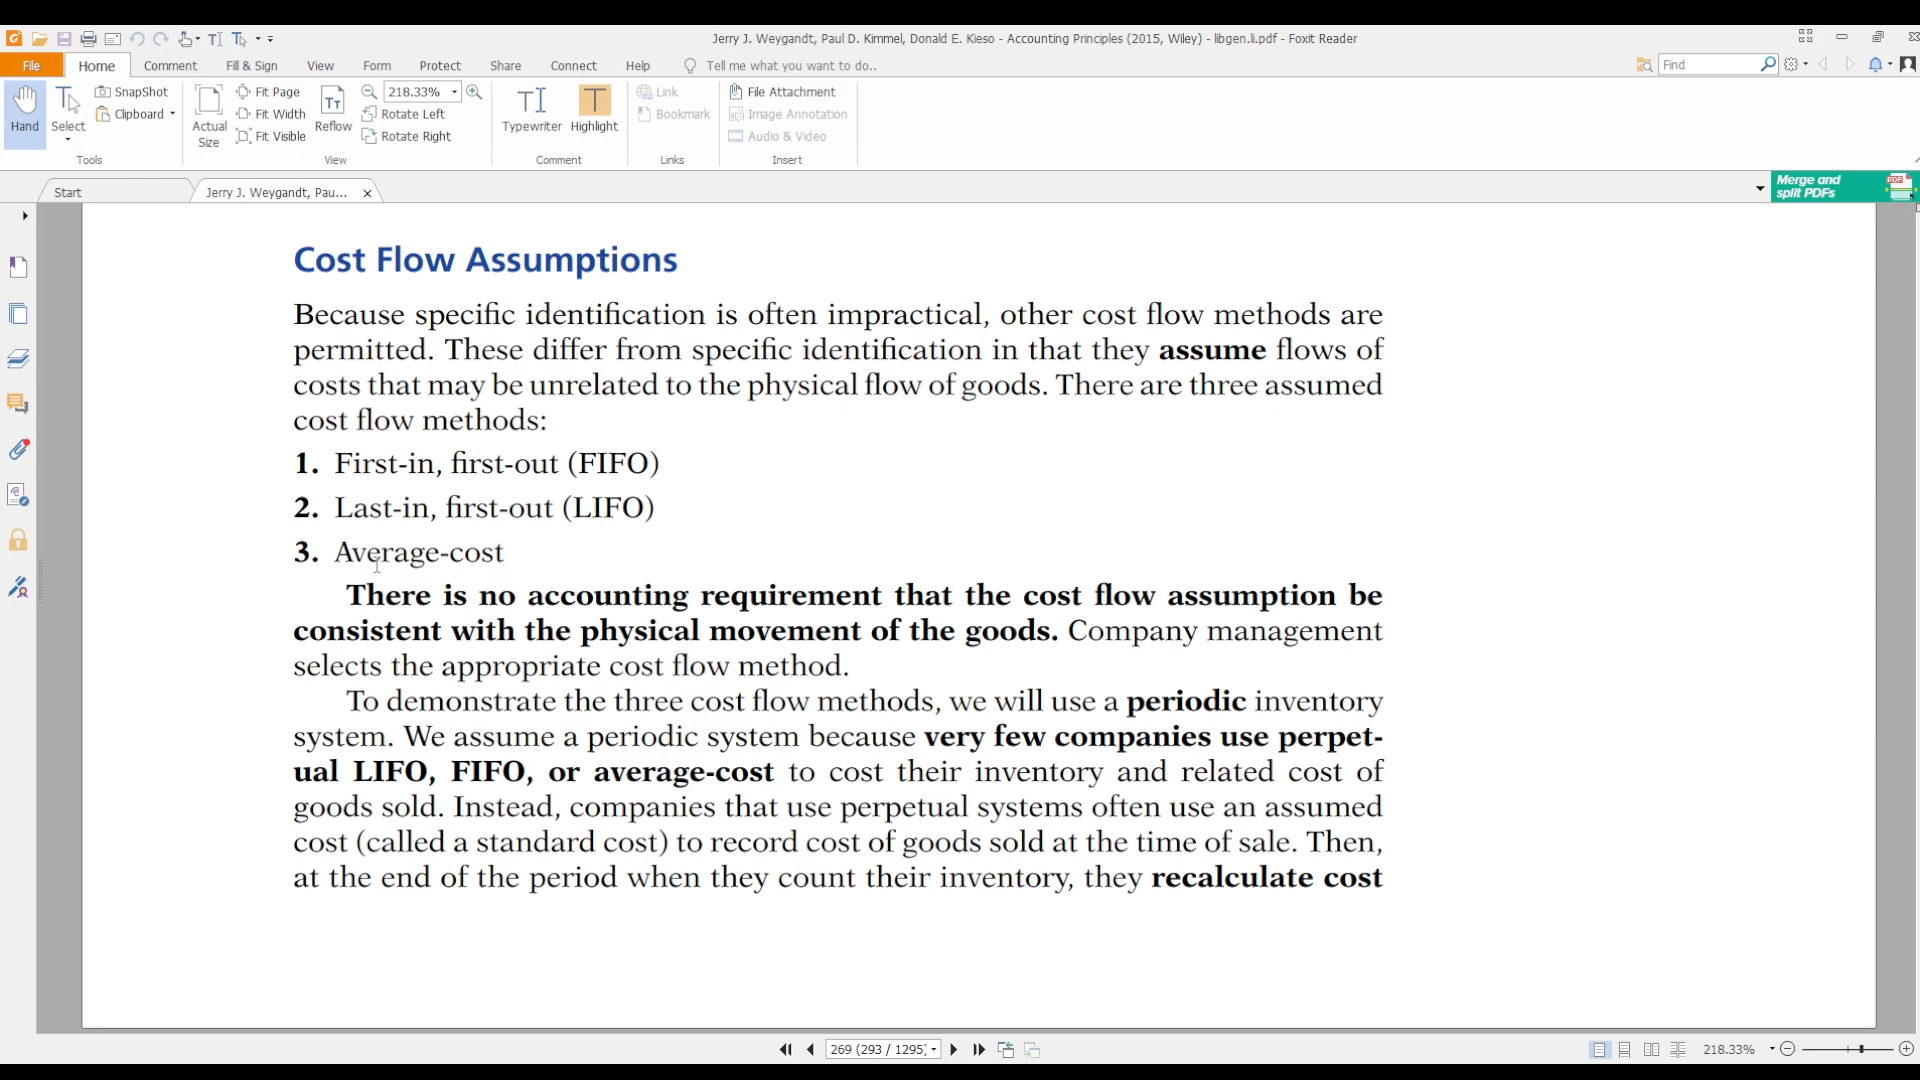 Jerry J. Weygandt, Paul D. Kimmel, Donald E. Kieso - Accounting Principles (2015, Wiley) - libgen.li.pdf - Foxit Reader
File Home Comment Fill & Sign View Form Protect Share Connect Help Tell me what you want to do.. Find
Hand
Select
SnapShot
Clipboard
Tools
Actual Size
Fit Page
Fit Width
Fit Visible
Reflow
218.33%
Rotate Left
Rotate Right
View
Typewriter
Highlight
Comment
Link
Bookmark
Links
File Attachment
Image Annotation
Audio & Video
Insert
Start
Jerry J. Weygandt, Pau...
Merge and
split PDFs
PDF
Cost Flow Assumptions
Because specific identification is often impractical, other cost flow methods are
permitted. These differ from specific identification in that they assume flows of
costs that may be unrelated to the physical flow of goods. There are three assumed
cost flow methods:
1. First-in, first-out (FIFO)
2. Last-in, first-out (LIFO)
3. Average-cost
There is no accounting requirement that the cost flow assumption be
consistent with the physical movement of the goods. Company management
selects the appropriate cost flow method.
To demonstrate the three cost flow methods, we will use a periodic inventory
system. We assume a periodic system because very few companies use perpet-
ual LIFO, FIFO, or average-cost to cost their inventory and related cost of
goods sold. Instead, companies that use perpetual systems often use an assumed
cost (called a standard cost) to record cost of goods sold at the time of sale. Then,
at the end of the period when they count their inventory, they recalculate cost
269 (293 / 1295)
218.33%